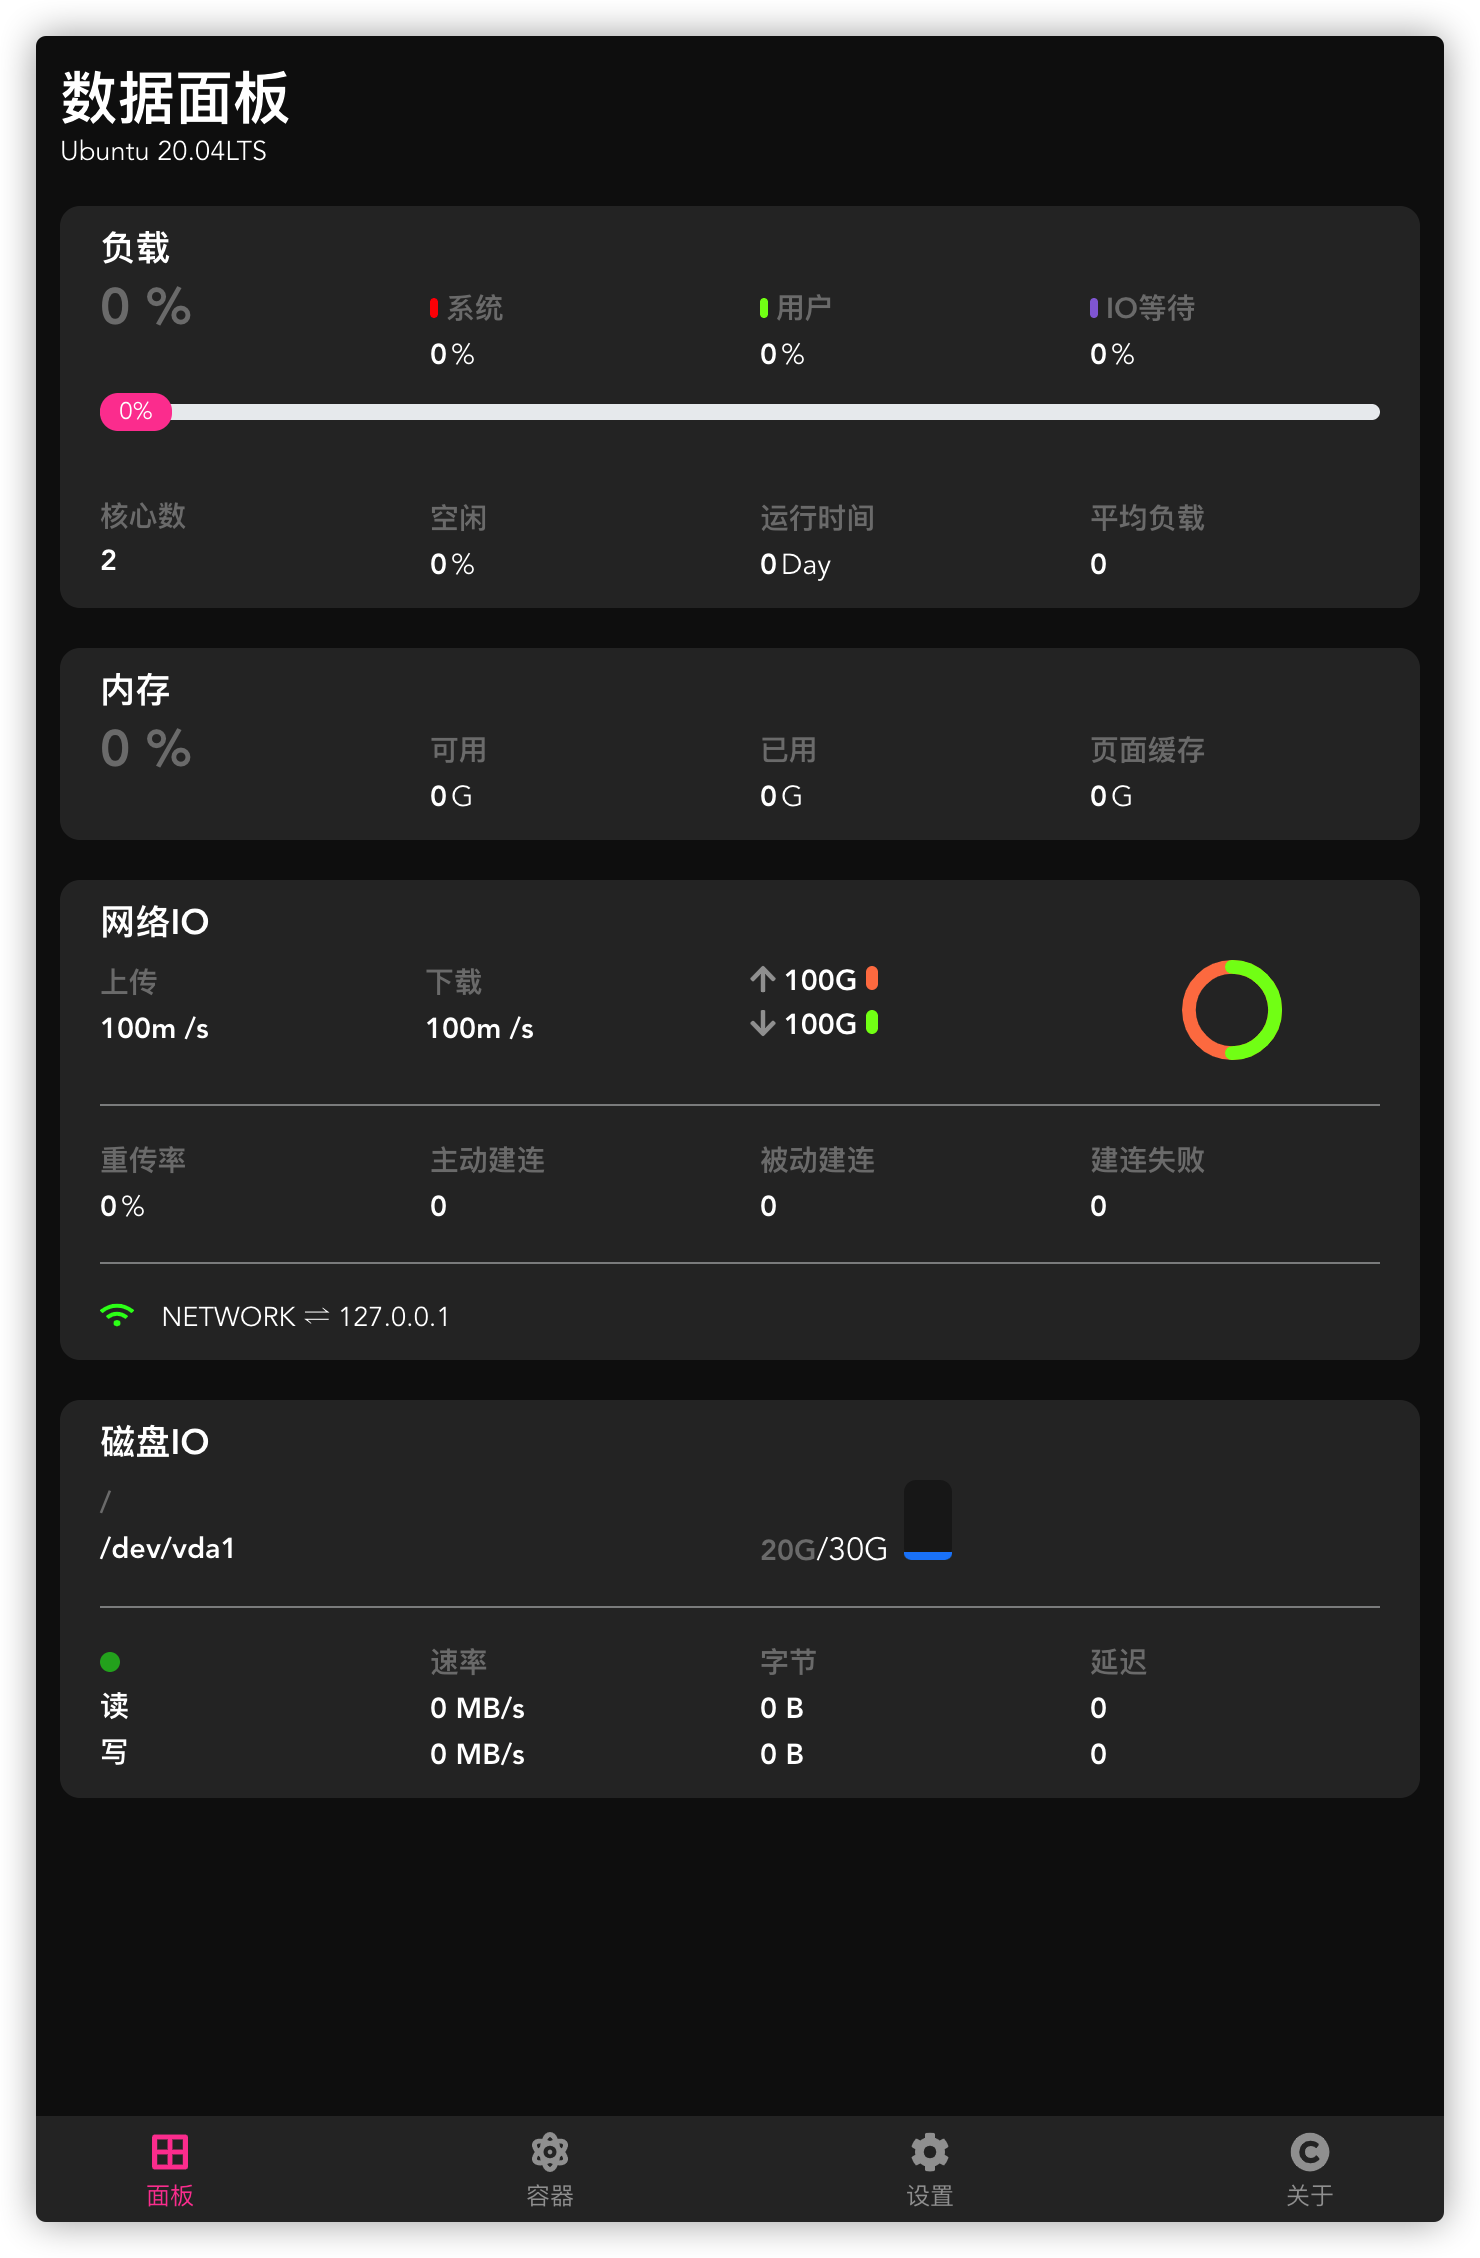 数据面板
Ubuntu 20.04LTS
负载
0 %
系统
用户
IO等待
0 %
0 %
0 %
0%
核心数
空闲
运行时间
平均负载
2
0 %
0 Day
0
内存
0 %
可用
已用
页面缓存
0 G
0 G
0 G
网络IO
上传
下载
↑ 100G
100m /s
100m /s
↓ 100G
重传率
主动建连
被动建连
建连失败
0 %
0
0
0
NETWORK ⇌ 127.0.0.1
磁盘IO
/
/dev/vda1
20G/30G
速率
字节
延迟
读
0 MB/s
0 B
0
写
0 MB/s
0 B
0
面板
容器
设置
关于